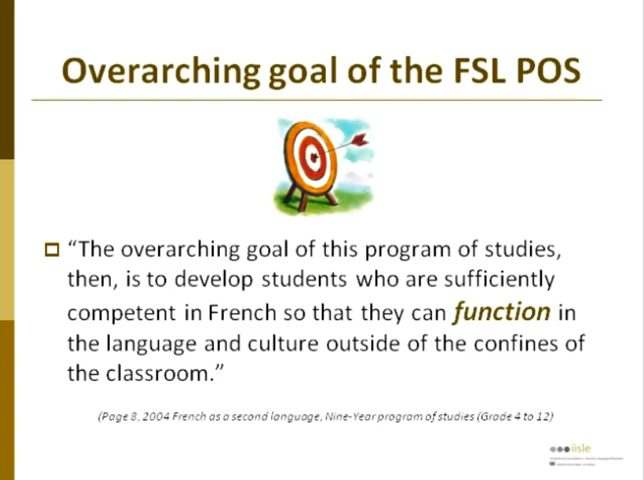 Overarching goal of the FSL POS
“The overarching goal of this program of studies,
then, is to develop students who are sufficiently
competent in French so that they can function in
the language and culture outside of the confines of
the classroom.”
(Page 8, 2004 French as a second language, Nine-Year program of studies (Grade 4 to 12)
iisle